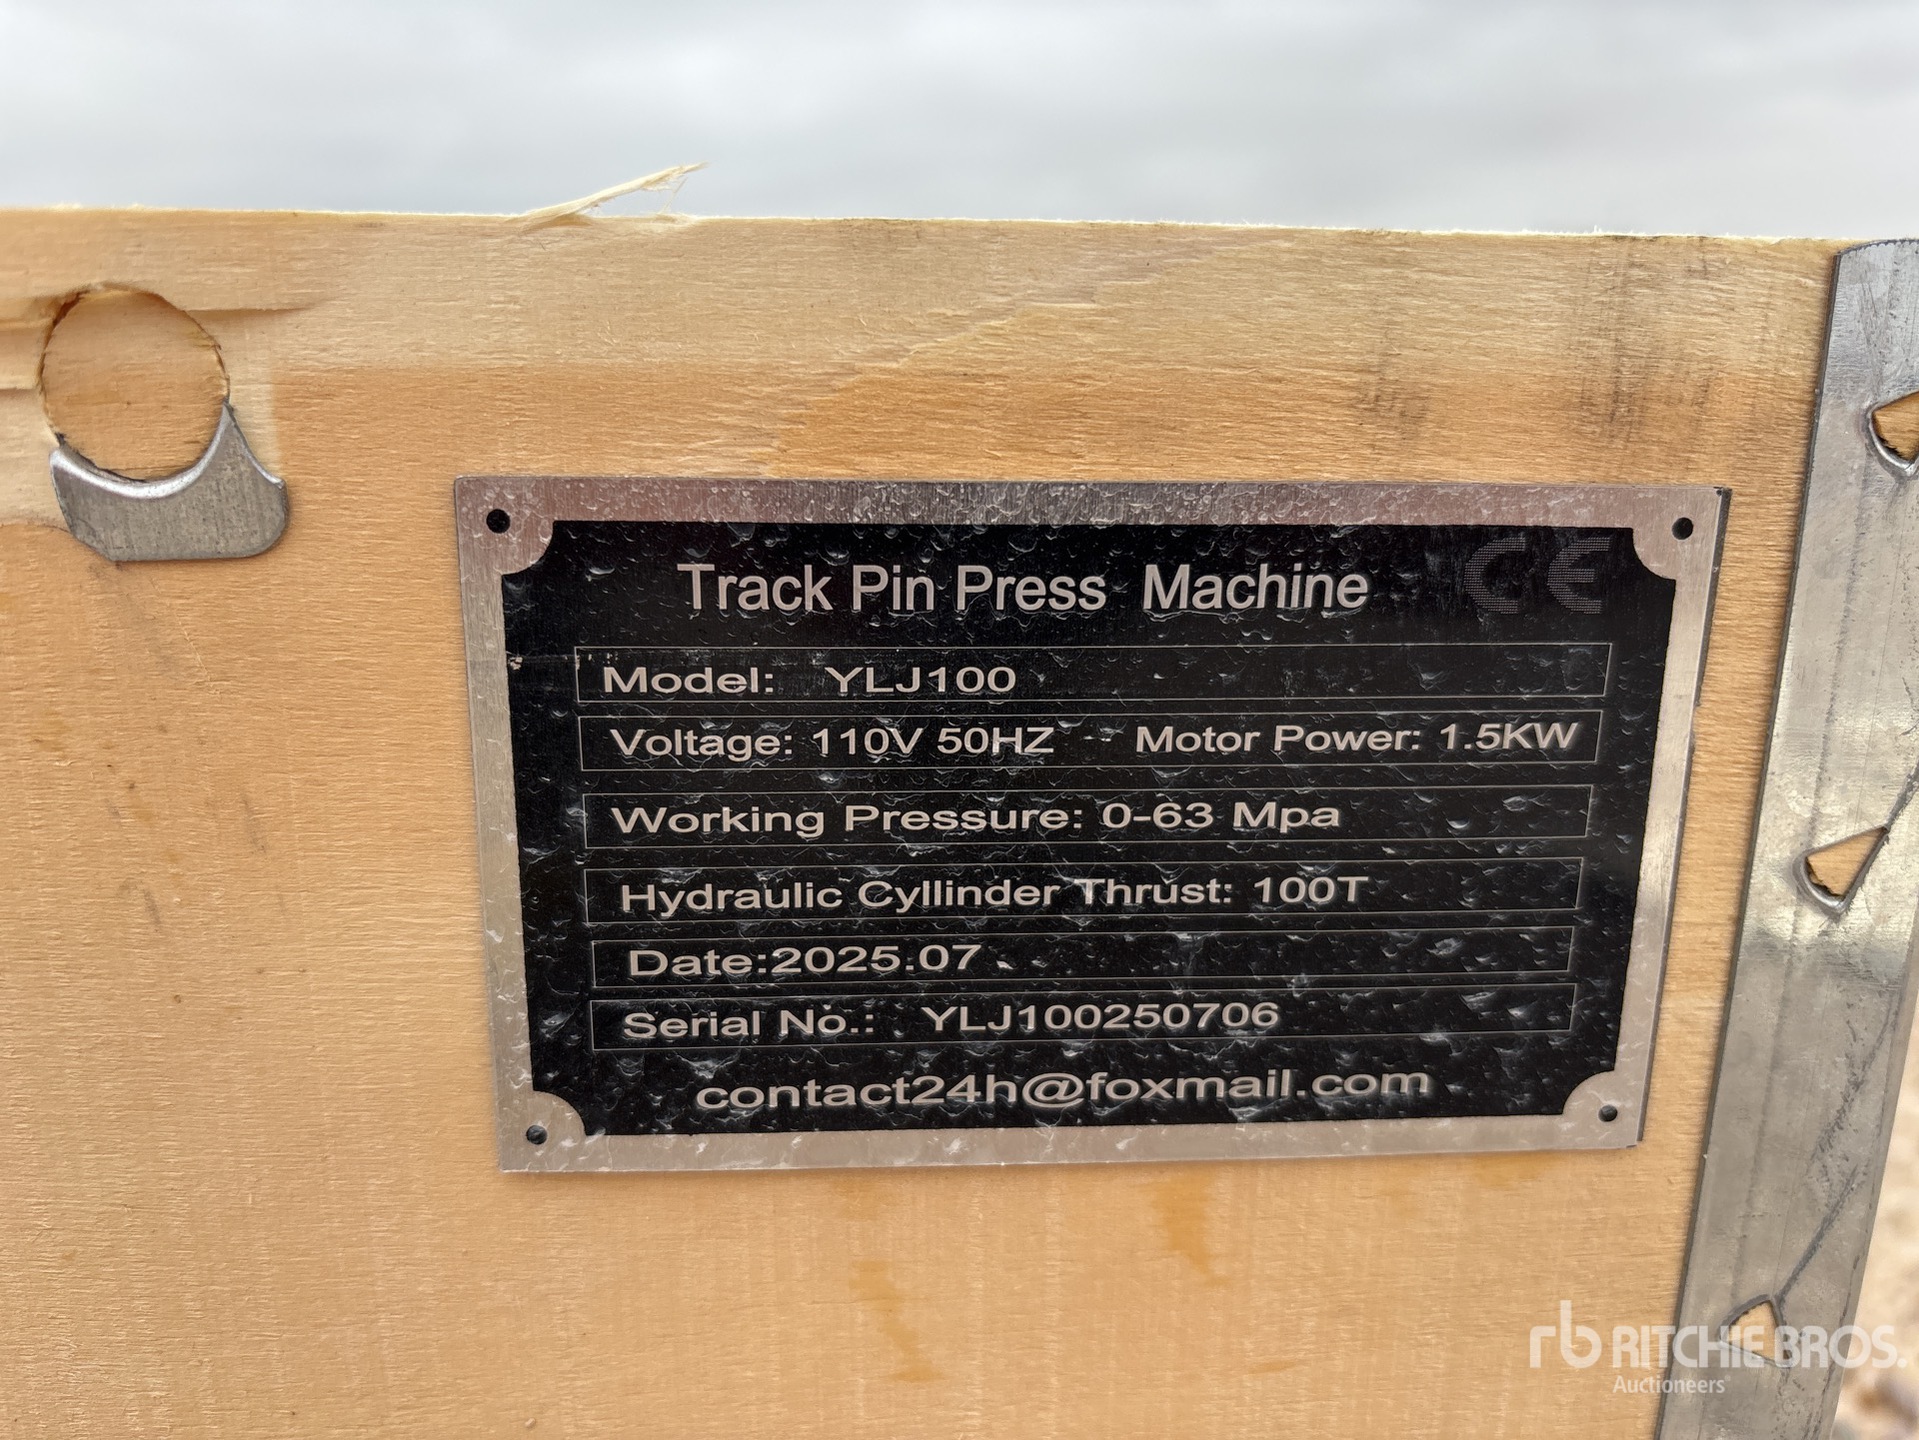 Track Pin Press Machine CE
Model: YLJ100
Voltage: 110V 50HZ Motor Power: 1.5KW
Working Pressure: 0-63 Mpa
Hydraulic Cyllinder Thrust: 100T
Date:2025.07
Serial No.: YLJ100250706
contact24h@foxmail.com
rb RITCHIE BROS.
Auctioneers